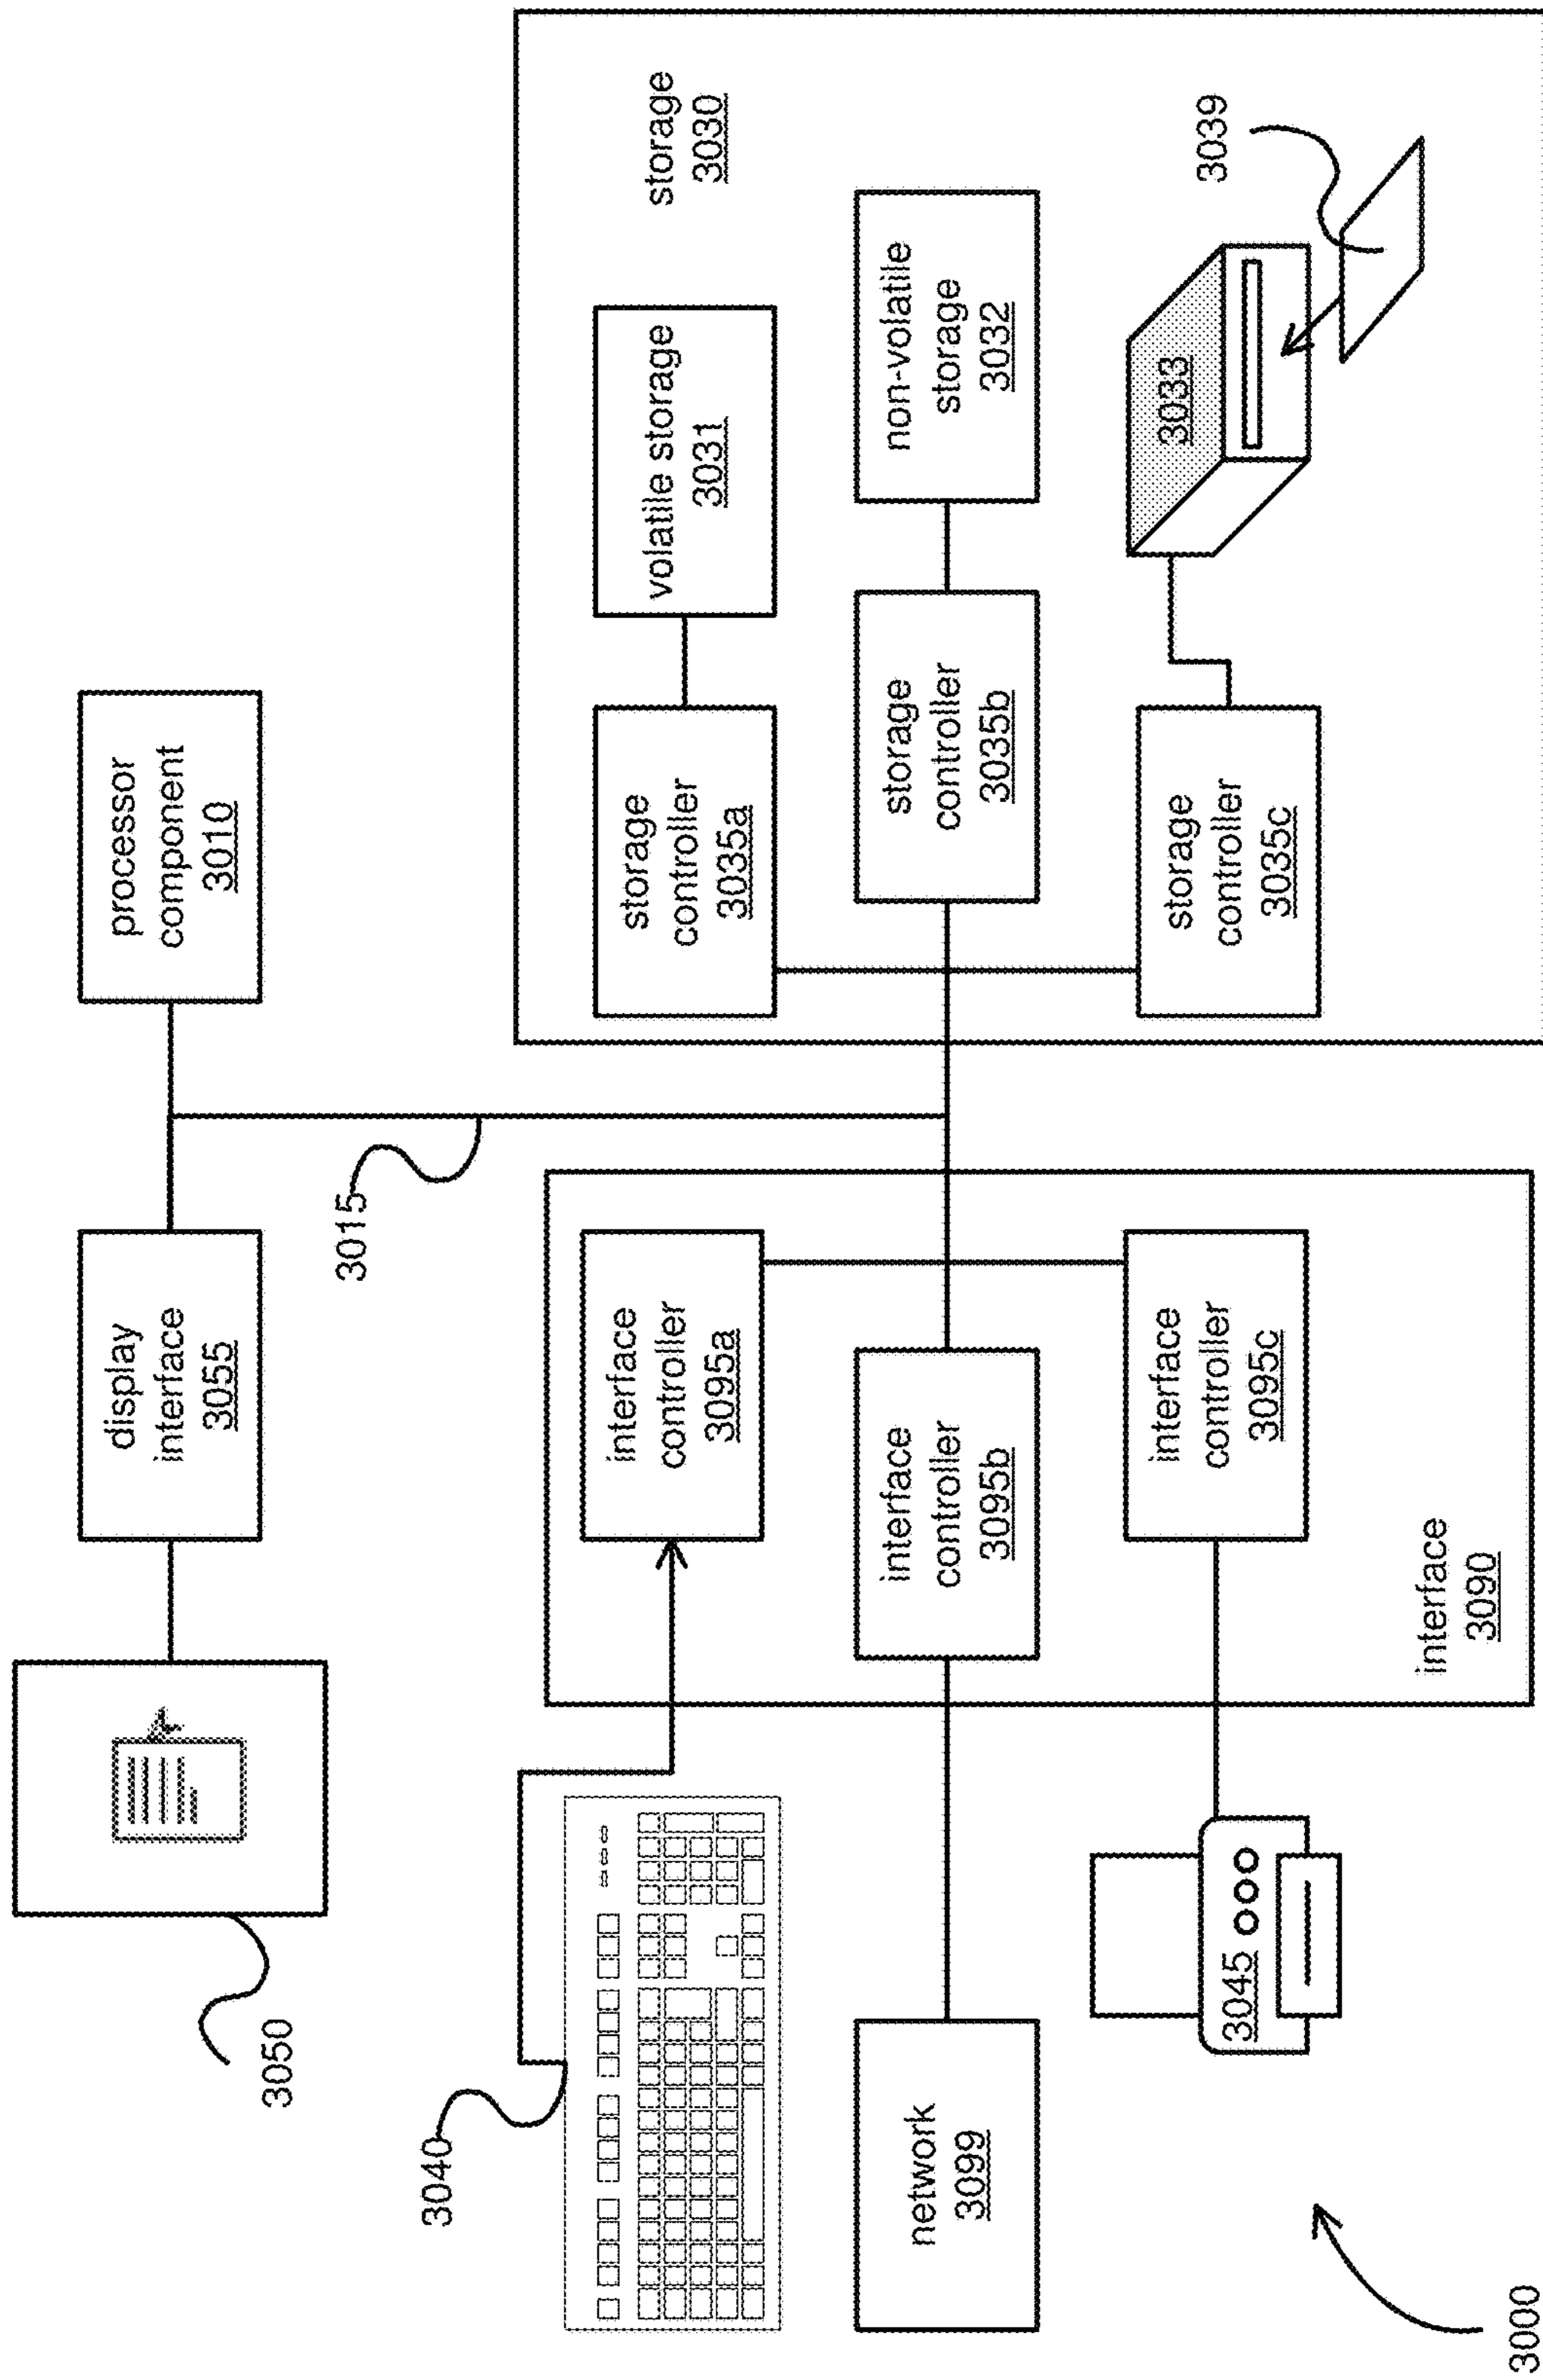 3050
display
interface
3055
processor
component
3010
3015
3040
interface
controller
3095a
storage
controller
3035a
volatile storage
3031
storage
3030
network
3099
interface
controller
3095b
storage
controller
3035b
non-volatile
storage
3032
3045
interface
controller
3095c
storage
controller
3035c
3033
3039
interface
3090
3000